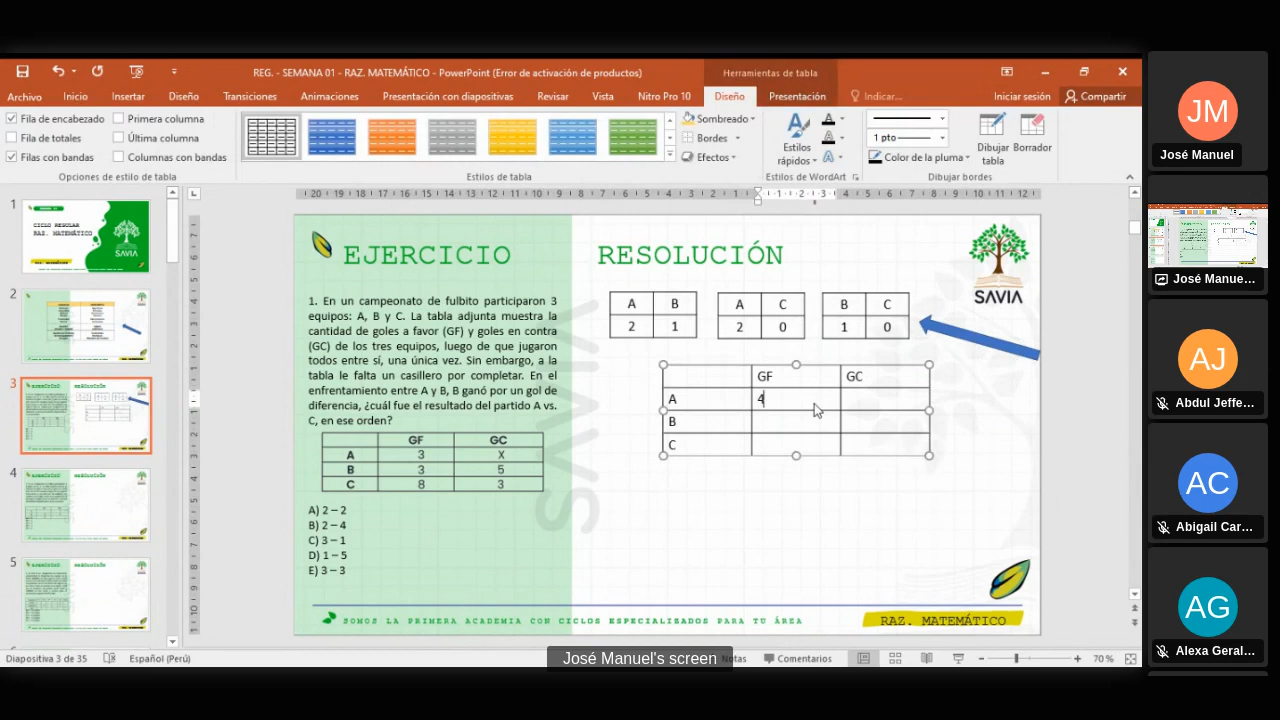 REG. - SEMANA 01 - RAZ. MATEMÁTICO - PowerPoint (Error de activación de productos)
Herramientas de tabla
Archivo Inicio Insertar Diseño Transiciones Animaciones Presentación con diapositivas Revisar Vista Nitro Pro 10 Diseño Presentación Indicar... Iniciar sesión Compartir
Fila de encabezado Primera columna
Fila de totales Última columna
Filas con bandas Columnas con bandas
Opciones de estilo de tabla
Estilos de tabla
Sombreado
Bordes
Efectos
Estilos rápidos
Estilos de WordArt
1 pto
Color de la pluma
Dibujar tabla
Borrador
Dibujar bordes
1
2
3
4
5
EJERCICIO RESOLUCIÓN
SAVIA
1. En un campeonato de fulbito participaron 3
equipos: A, B y C. La tabla adjunta muestra la
cantidad de goles a favor (GF) y goles en contra
(GC) de los tres equipos, luego de que jugaron
todos entre sí, una única vez. Sin embargo, a la
tabla le falta un casillero por completar. En el
enfrentamiento entre A y B, B ganó por un gol de
diferencia, ¿cuál fue el resultado del partido A vs.
C, en ese orden?
GF GC
A 3 X
B 3 5
C 8 3
A) 2 – 2
B) 2 – 4
C) 3 – 1
D) 1 – 5
E) 3 – 3
A B
2 1
A C
2 0
B C
1 0
GF GC
A 4
B
C
SAVIA
SOMOS LA PRIMERA ACADEMIA CON CICLOS ESPECIALIZADOS PARA TU ÁREA
RAZ. MATEMÁTICO
Diapositiva 3 de 35 Español (Perú) Notas Comentarios 70 %
José Manuel's screen
JM
José Manuel
José Manue...
AJ
Abdul Jeffe...
AC
Abigail Car...
AG
Alexa Geral...